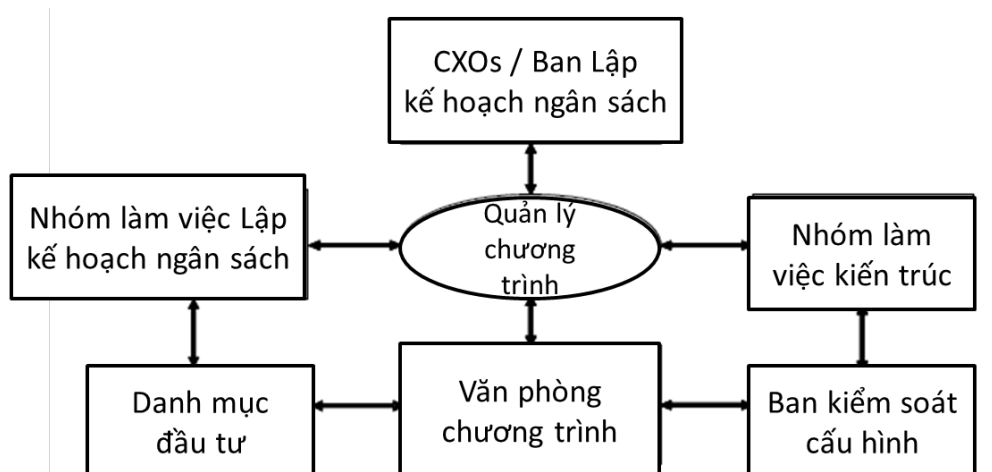 CXOs / Ban Lập
kế hoạch ngân sách
Nhóm làm việc Lập
kế hoạch ngân sách
Quản lý
chương
trình
Nhóm làm
việc kiến trúc
Danh mục
đầu tư
Văn phòng
chương trình
Ban kiểm soát
cấu hình